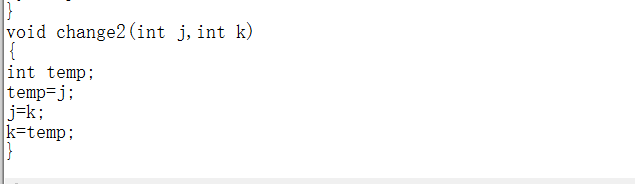 }
void change2(int j,int k)
{
int temp;
temp=j;
j=k;
k=temp;
}